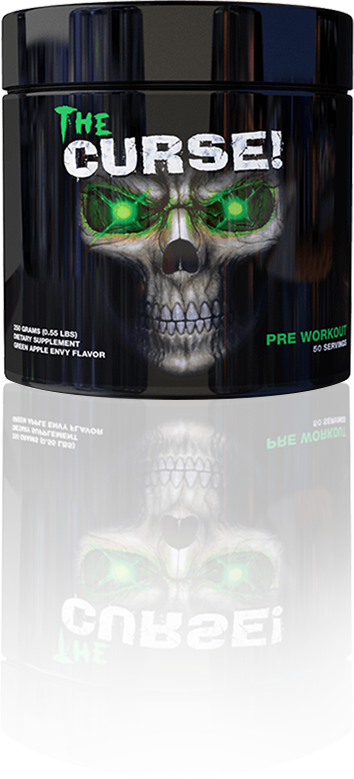 THE
CURSE!
250 GRAMS (0.55 LBS)
DIETARY SUPPLEMENT
GREEN APPLE ENVY FLAVOR
PRE WORKOUT
50 SERVINGS